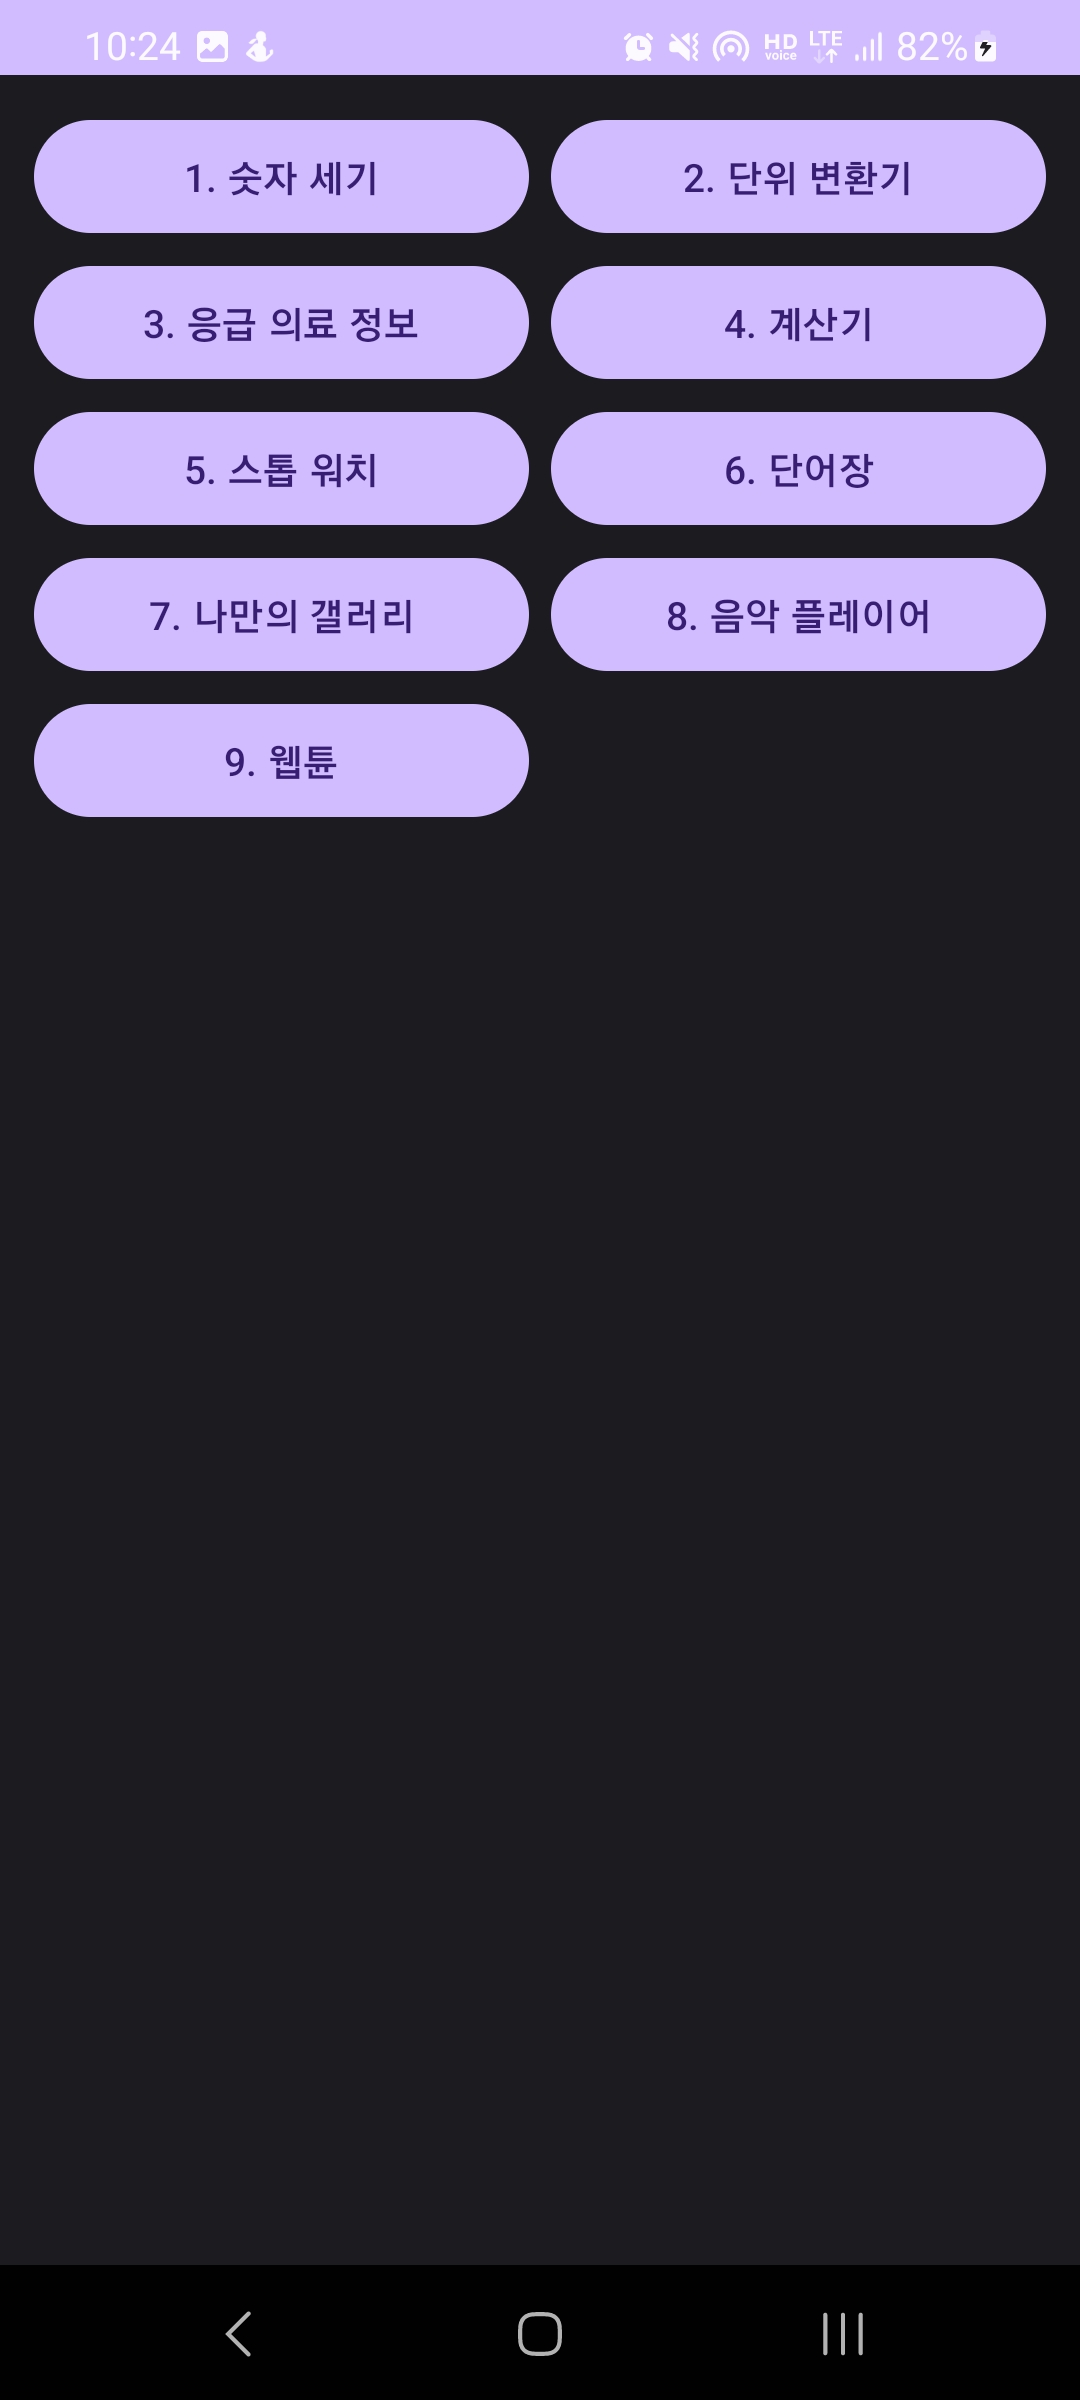 10:24 HD voice LTE 82%
1. 숫자 세기
2. 단위 변환기
3. 응급 의료 정보
4. 계산기
5. 스톱 워치
6. 단어장
7. 나만의 갤러리
8. 음악 플레이어
9. 웹튠